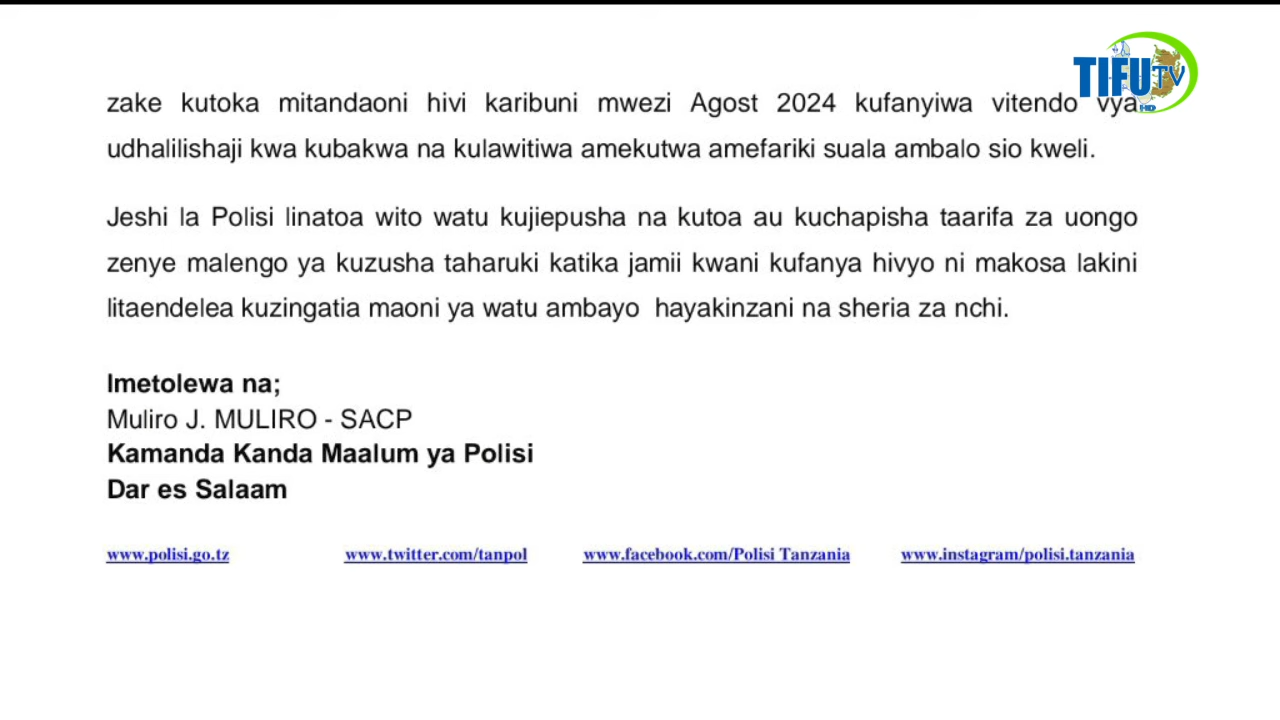 TIFU TV
HD
zake kutoka mitandaoni hivi karibuni mwezi Agost 2024 kufanyiwa vitendo vya
udhalilishaji kwa kubakwa na kulawitiwa amekutwa amefariki suala ambalo sio kweli.
Jeshi la Polisi linatoa wito watu kujiepusha na kutoa au kuchapisha taarifa za uongo
zenye malengo ya kuzusha taharuki katika jamii kwani kufanya hivyo ni makosa lakini
litaendelea kuzingatia maoni ya watu ambayo hayakinzani na sheria za nchi.
Imetolewa na;
Muliro J. MULIRO - SACP
Kamanda Kanda Maalum ya Polisi
Dar es Salaam
www.polisi.go.tz www.twitter.com/tanpol www.facebook.com/Polisi Tanzania www.instagram/polisi.tanzania